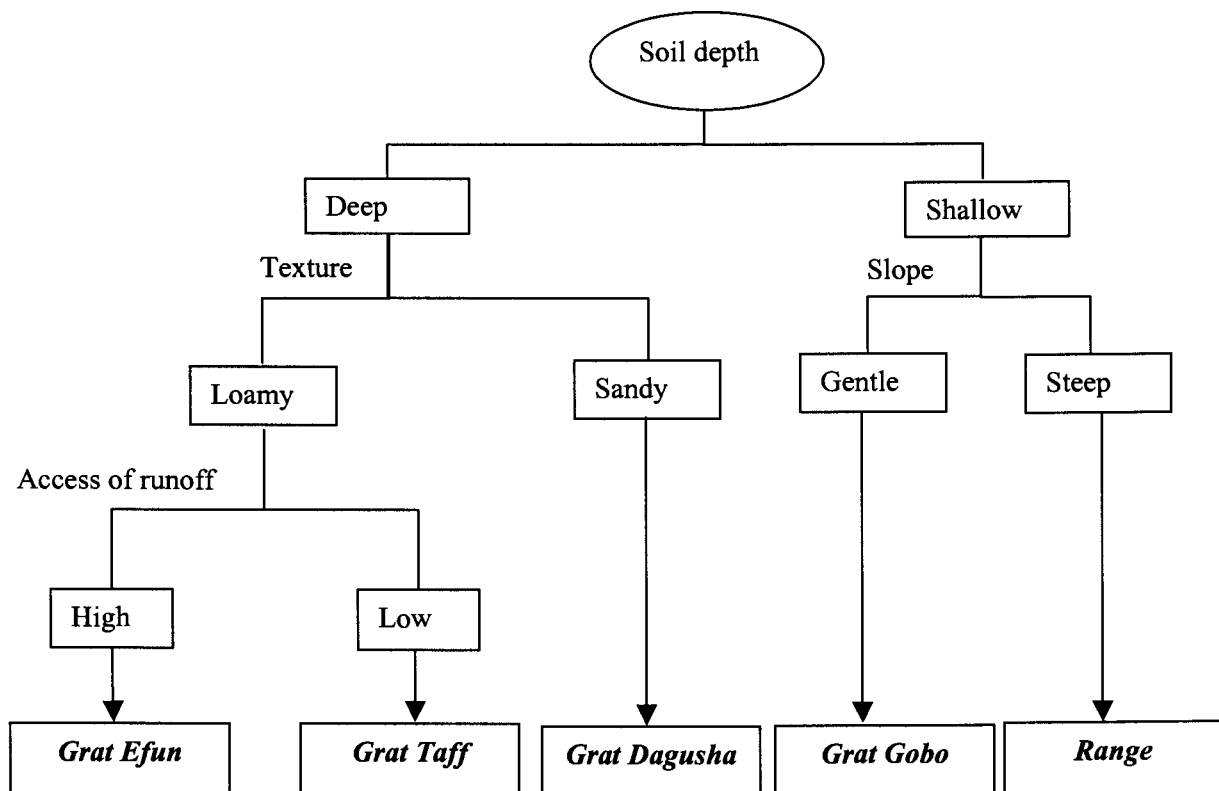 Soil depth
Deep
Shallow
Texture
Slope
Loamy
Sandy
Gentle
Steep
Access of runoff
High
Low
Grat Efun
Grat Taff
Grat Dagusha
Grat Gobo
Range